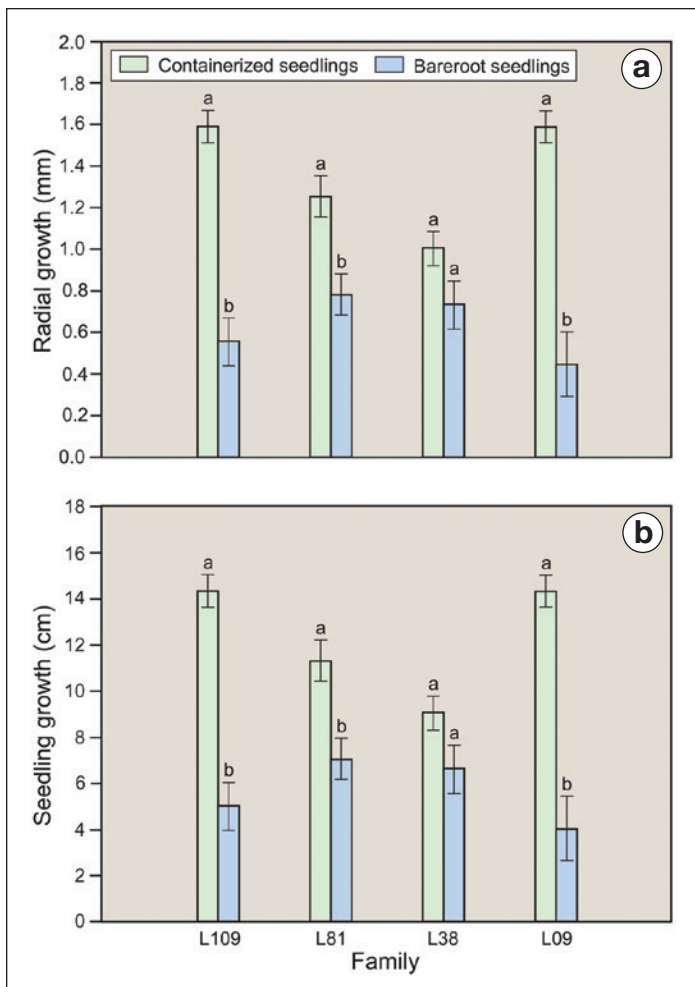 2.0
1.8
1.6
1.4
1.2
1.0
0.8
0.6
0.4
0.2
0.0
Radial growth (mm)
Containerized seedlings Bareroot seedlings
a
a b
a b
a a
a b
18
16
14
12
10
8
6
4
2
0
Seedling growth (cm)
b
a b
a b
a a
a b
L109 L81 L38 L09
Family